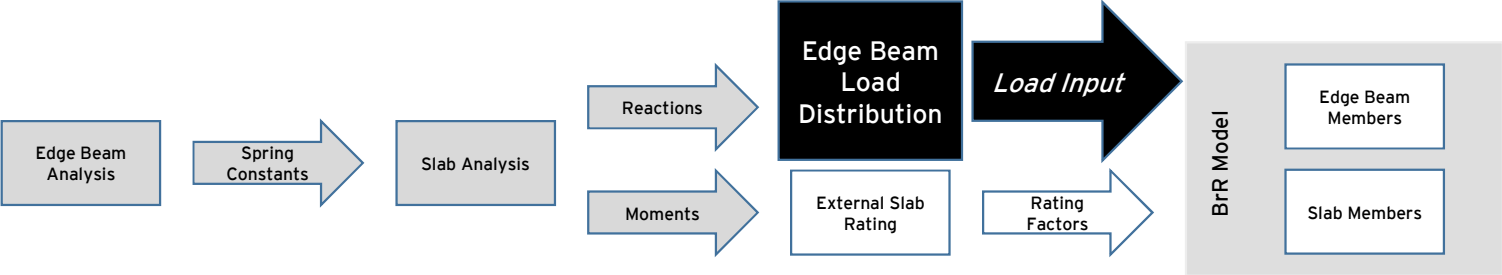 Edge Beam
Analysis
Spring
Constants
Slab Analysis
Reactions
Moments
Edge Beam
Load
Distribution
External Slab
Rating
Load Input
Rating
Factors
BrR Model
Edge Beam
Members
Slab Members